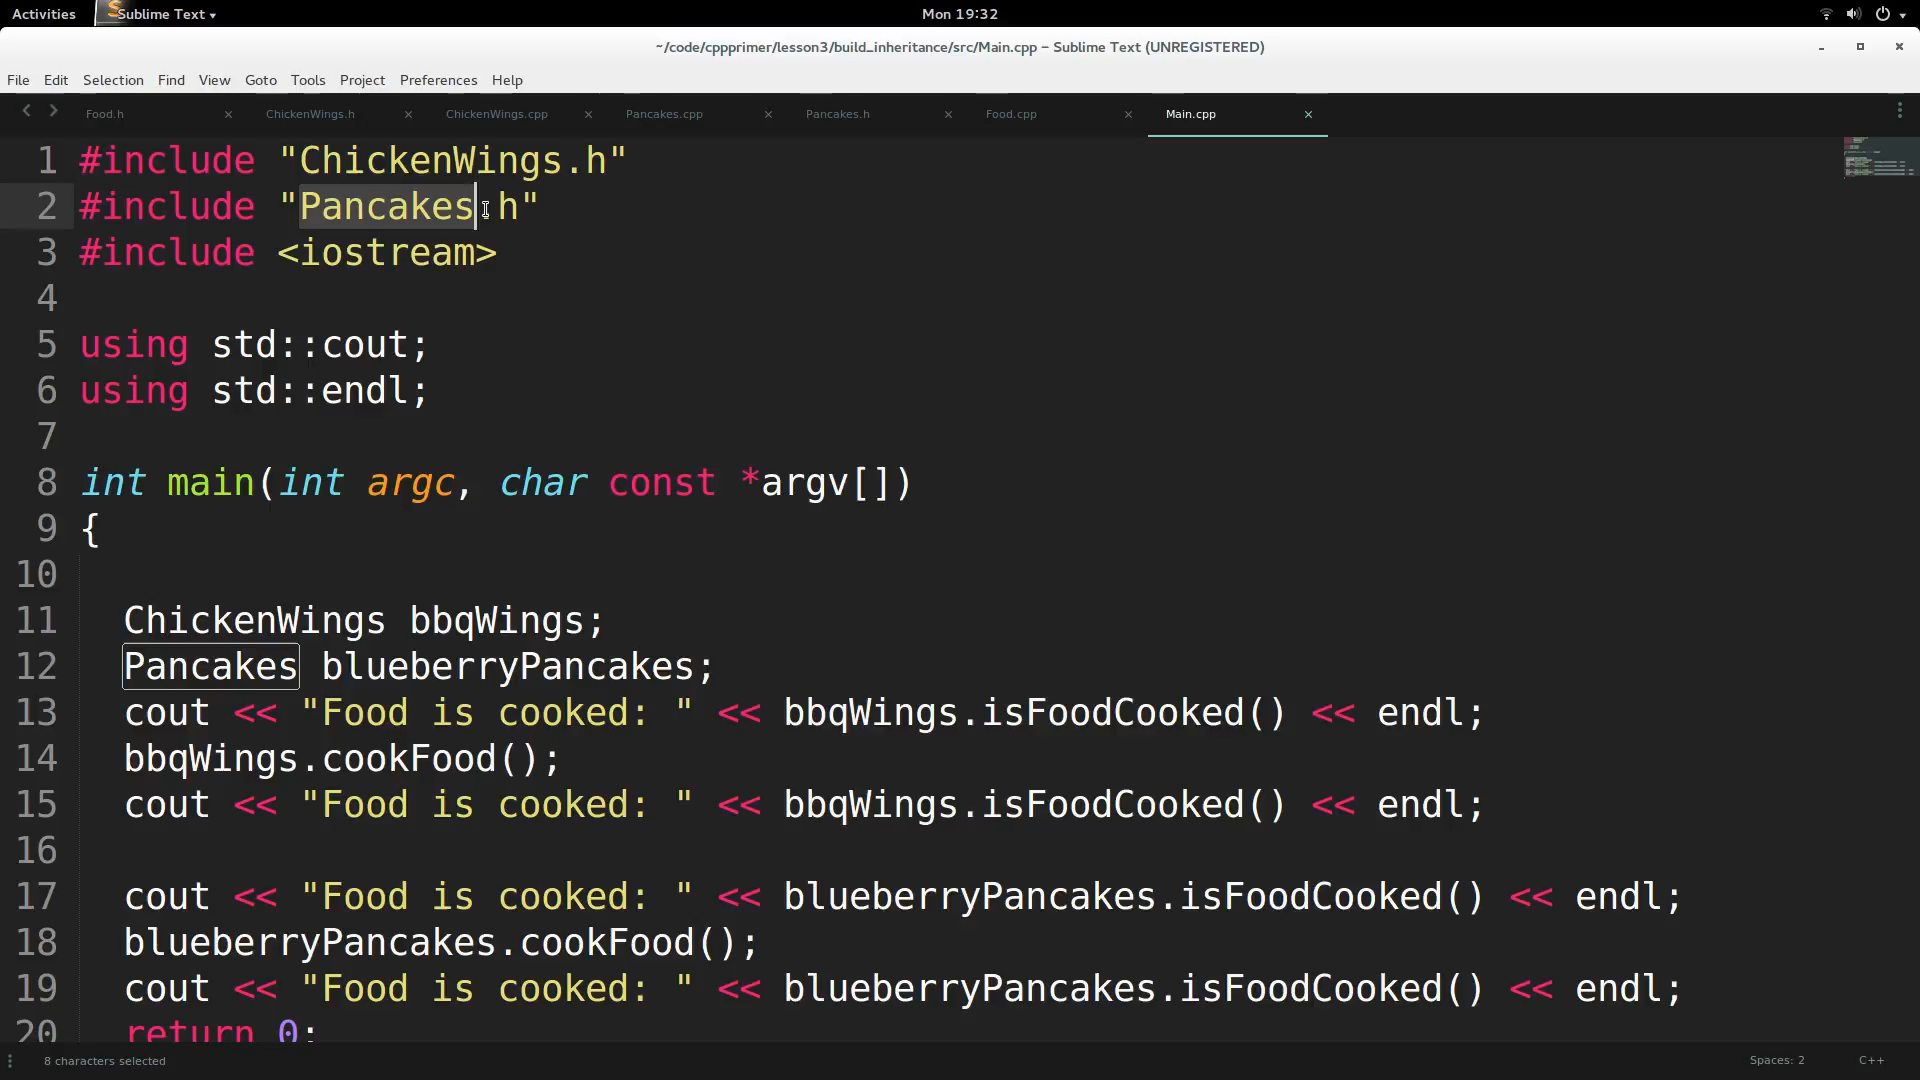 Activities Sublime Text Mon 19:32
~/code/cppprimer/lesson3/build_inheritance/src/Main.cpp – Sublime Text (UNREGISTERED)
File Edit Selection Find View Goto Tools Project Preferences Help
Food.h ChickenWings.h ChickenWings.cpp Pancakes.cpp Pancakes.h Food.cpp Main.cpp
1 #include "ChickenWings.h"
2 #include "Pancakes.h"
3 #include <iostream>
4
5 using std::cout;
6 using std::endl;
7
8 int main(int argc, char const *argv[])
9 {
10
11 ChickenWings bbqWings;
12 Pancakes blueberryPancakes;
13 cout << "Food is cooked: " << bbqWings.isFoodCooked() << endl;
14 bbqWings.cookFood();
15 cout << "Food is cooked: " << bbqWings.isFoodCooked() << endl;
16
17 cout << "Food is cooked: " << blueberryPancakes.isFoodCooked() << endl;
18 blueberryPancakes.cookFood();
19 cout << "Food is cooked: " << blueberryPancakes.isFoodCooked() << endl;
20 return 0;
8 characters selected Spaces: 2 C++